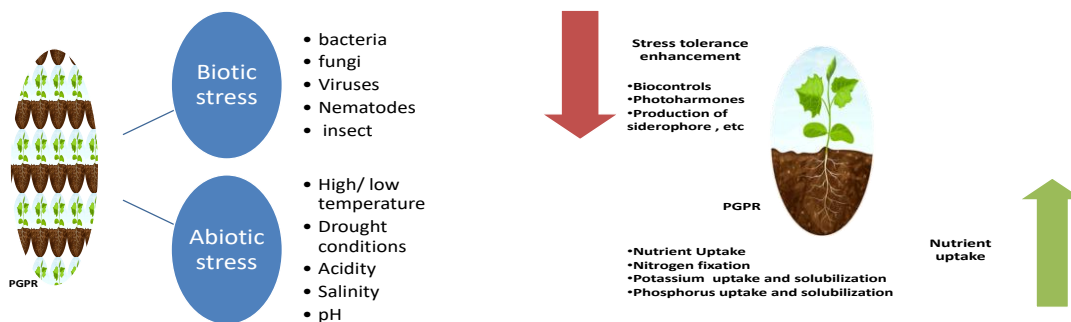 Biotic
stress
• bacteria
• fungi
• Viruses
• Nematodes
• insect
Abiotic
stress
• High/ low
temperature
• Drought
conditions
• Acidity
• Salinity
• pH
PGPR
Stress tolerance
enhancement
•Biocontrols
•Photoharmones
•Production of
siderophore , etc
PGPR
•Nutrient Uptake
•Nitrogen fixation
•Potassium uptake and solubilization
•Phosphorus uptake and solubilization
Nutrient
uptake